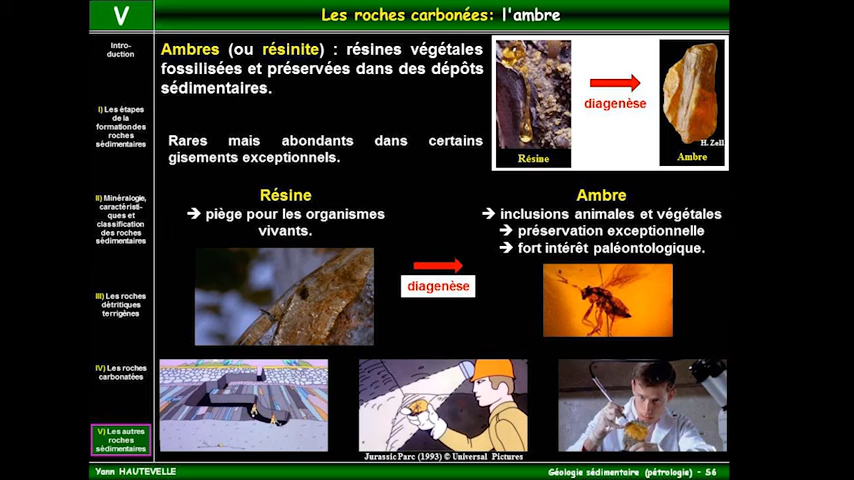 V
Les roches carbonées: l'ambre
Intro-
duction
I) Les étapes
de la
formation des
roches
sédimentaires
II) Minéralogie,
caractéristi-
ques et
classification
des roches
sédimentaires
III) Les roches
détritiques
terrigènes
IV) Les roches
carbonatées
V) Les autres
roches
sédimentaires
Ambres (ou résinite) : résines végétales
fossilisées et préservées dans des dépôts
sédimentaires.
Rares mais abondants dans certains
gisements exceptionnels.
diagenèse
H. Zell
Résine
Ambre
Résine
➔ piège pour les organismes
vivants.
diagenèse
Ambre
➔ inclusions animales et végétales
➔ préservation exceptionnelle
➔ fort intérêt paléontologique.
Jurassic Parc (1993) © Universal Pictures
Yann HAUTEVELLE
Géologie sédimentaire (pétrologie) - S6